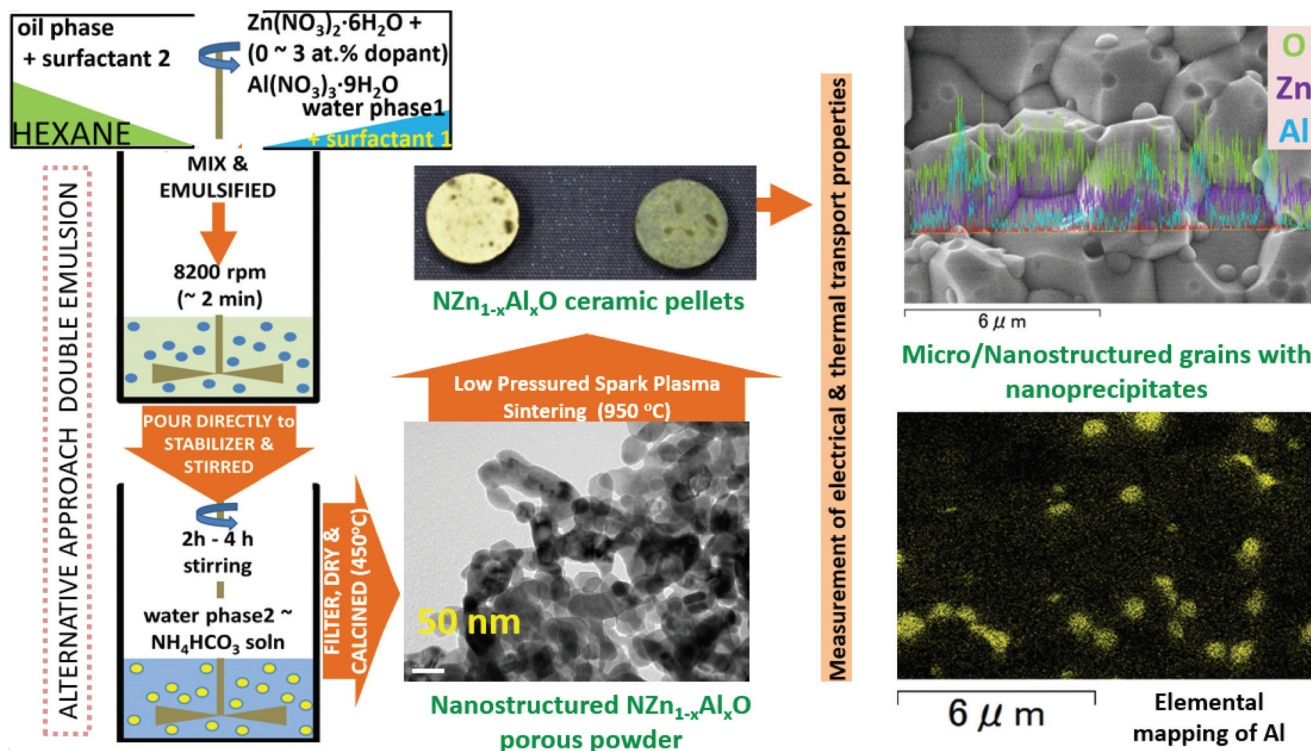 oil phase
+ surfactant 2
HEXANE
Zn(NO₃)₂·6H₂O +
(0 ~ 3 at.% dopant)
Al(NO₃)₃·9H₂O
water phase1
+ surfactant 1
ALTERNATIVE APPROACH DOUBLE EMULSION
MIX &
EMULSIFIED
8200 rpm
(~ 2 min)
POUR DIRECTLY to
STABILIZER &
STIRRED
2h - 4 h
stirring
water phase2 ~
NH₄HCO₃ soln
FILTER, DRY &
CALCINED (450°C)
50 nm
Nanostructured NZn₁₋ₓAlₓO
porous powder
Low Pressured Spark Plasma
Sintering (950 °C)
NZn₁₋ₓAlₓO ceramic pellets
Measurement of electrical & thermal transport properties
O
Zn
Al
6 μ m
Micro/Nanostructured grains with
nanoprecipitates
6 μ m
Elemental
mapping of Al